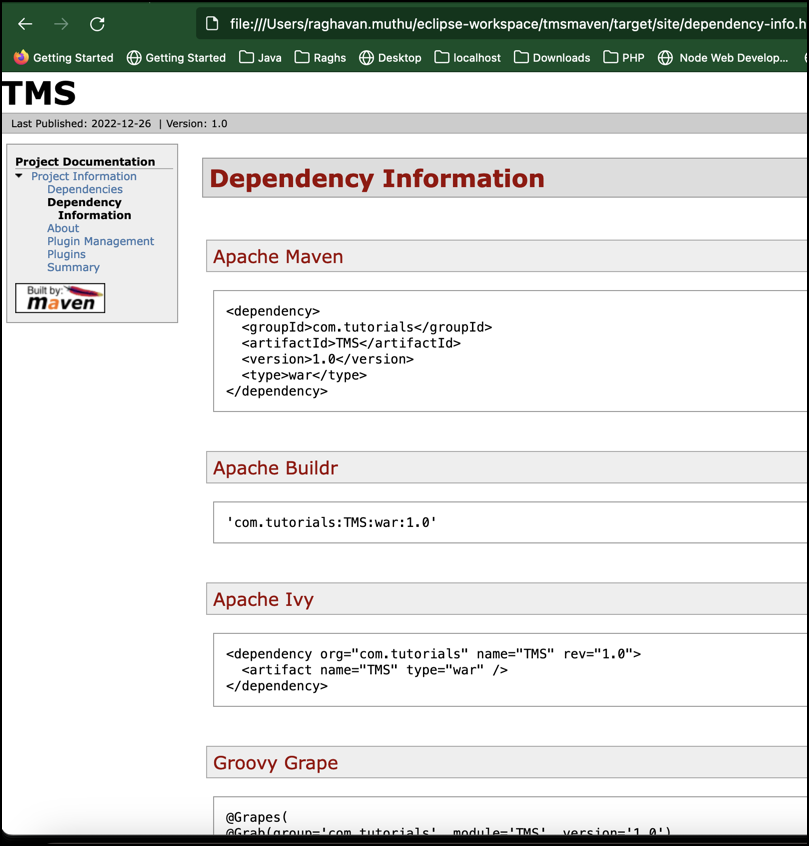 file:///Users/raghavan.muthu/eclipse-workspace/tmsmaven/target/site/dependency-info.h
Getting Started Getting Started Java Raghs Desktop localhost Downloads PHP Node Web Develop...
TMS
Last Published: 2022-12-26 | Version: 1.0
Project Documentation
Project Information
Dependencies
Dependency
Information
About
Plugin Management
Plugins
Summary
Built by:
maven
Dependency Information
Apache Maven
<dependency>
  <groupId>com.tutorials</groupId>
  <artifactId>TMS</artifactId>
  <version>1.0</version>
  <type>war</type>
</dependency>
Apache Buildr
'com.tutorials:TMS:war:1.0'
Apache Ivy
<dependency org="com.tutorials" name="TMS" rev="1.0">
  <artifact name="TMS" type="war" />
</dependency>
Groovy Grape
@Grapes(
@Grab(group='com.tutorials', module='TMS', version='1.0')